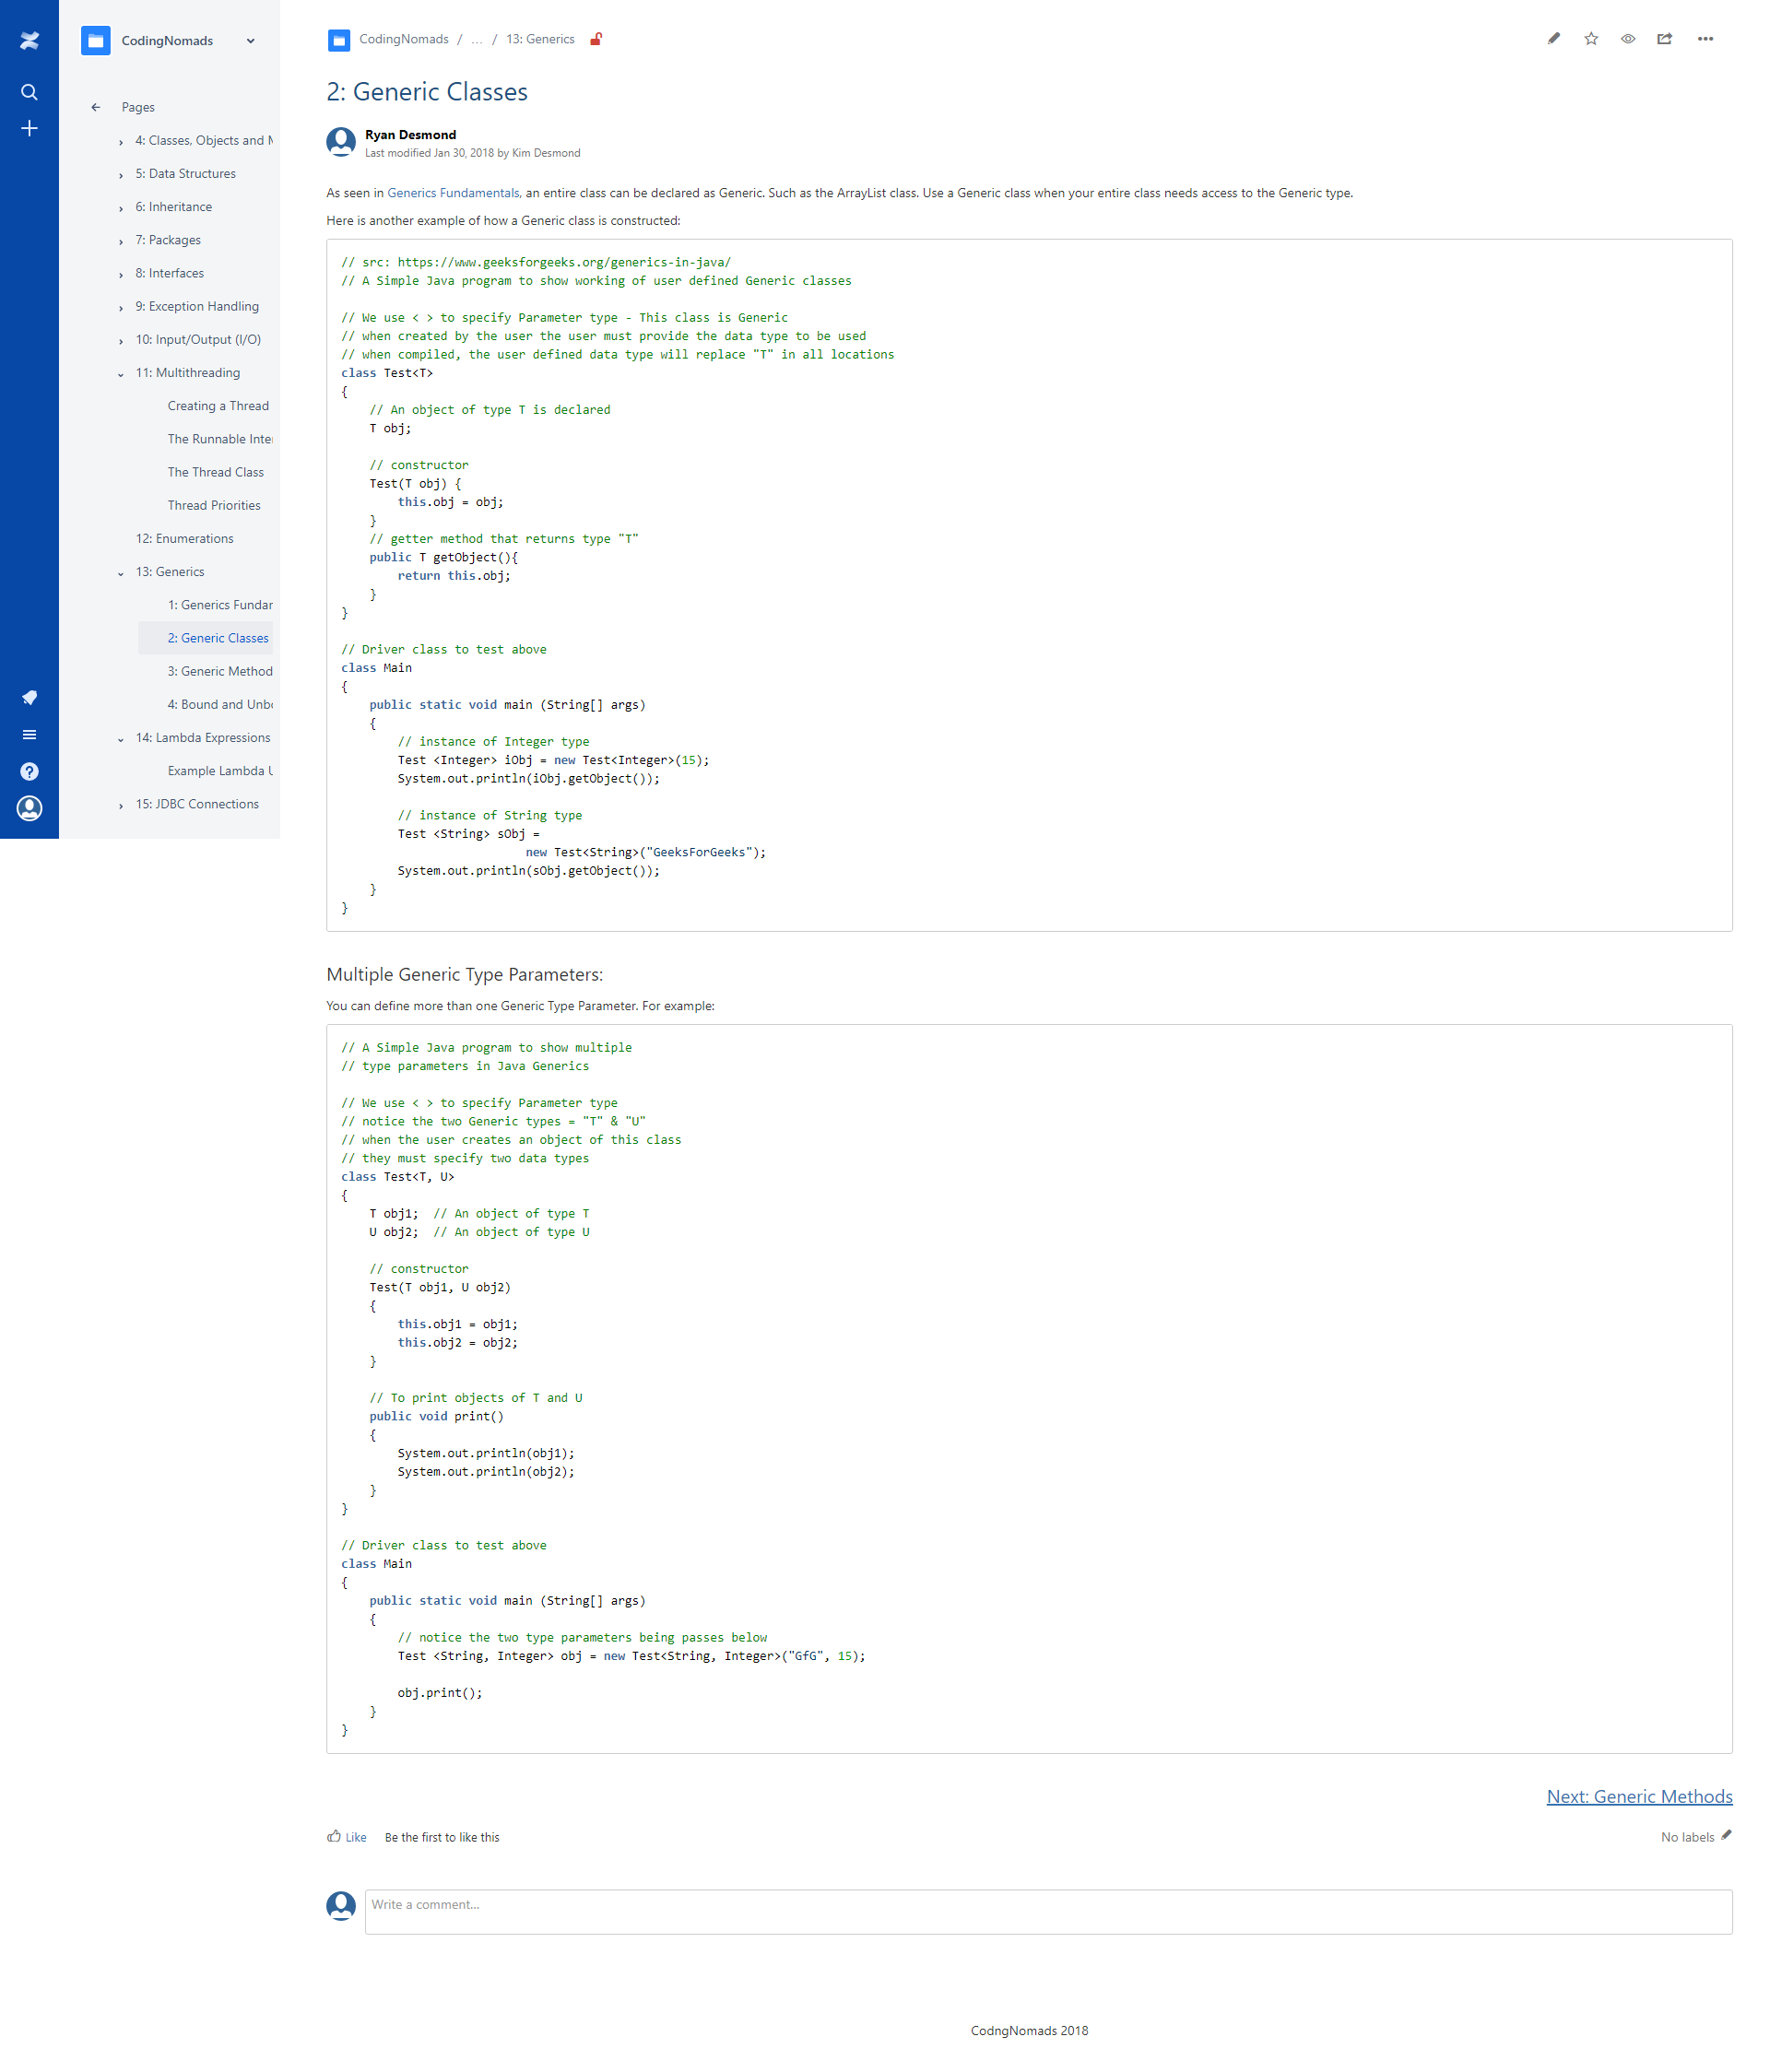 CodingNomads
Pages
4: Classes, Objects and
5: Data Structures
6: Inheritance
7: Packages
8: Interfaces
9: Exception Handling
10: Input/Output (I/O)
11: Multithreading
Creating a Thread
The Runnable
The Thread Class
Thread Priorities
12: Enumerations
13: Generics
1: Generics
2: Generic Classes
3: Generic Method
4: Bound and
14: Lambda Expressions
Example Lambda
15: JDBC Connections
CodingNomads / ... / 13: Generics
2: Generic Classes
Ryan Desmond
Last modified Jan 30, 2018 by Kim Desmond
As seen in Generics Fundamentals, an entire class can be declared as Generic. Such as the ArrayList class. Use a Generic class when your entire class needs access to the Generic type.
Here is another example of how a Generic class is constructed:
// src: https://www.geeksforgeeks.org/generics-in-java/
// A Simple Java program to show working of user defined Generic classes
// We use < > to specify Parameter type - This class is Generic
// when created by the user the user must provide the data type to be used
// when compiled, the user defined data type will replace "T" in all locations
class Test<T>
{
// An object of type T is declared
T obj;
// constructor
Test(T obj) {
this.obj = obj;
}
// getter method that returns type "T"
public T getObject(){
return this.obj;
}
}
// Driver class to test above
class Main
{
public static void main (String[] args)
{
// instance of Integer type
Test <Integer> iObj = new Test<Integer>(15);
System.out.println(iObj.getObject());
// instance of String type
Test <String> sObj =
new Test<String>("GeeksForGeeks");
System.out.println(sObj.getObject());
}
}
Multiple Generic Type Parameters:
You can define more than one Generic Type Parameter. For example:
// A Simple Java program to show multiple
// type parameters in Java Generics
// We use < > to specify Parameter type
// notice the two Generic types = "T" & "U"
// when the user creates an object of this class
// they must specify two data types
class Test<T, U>
{
T obj1;  // An object of type T
U obj2;  // An object of type U
// constructor
Test(T obj1, U obj2)
{
this.obj1 = obj1;
this.obj2 = obj2;
}
// To print objects of T and U
public void print()
{
System.out.println(obj1);
System.out.println(obj2);
}
}
// Driver class to test above
class Main
{
public static void main (String[] args)
{
// notice the two type parameters being passes below
Test <String, Integer> obj = new Test<String, Integer>("GfG", 15);
obj.print();
}
}
Next: Generic Methods
Like Be the first to like this
No labels
Write a comment...
CodngNomads 2018